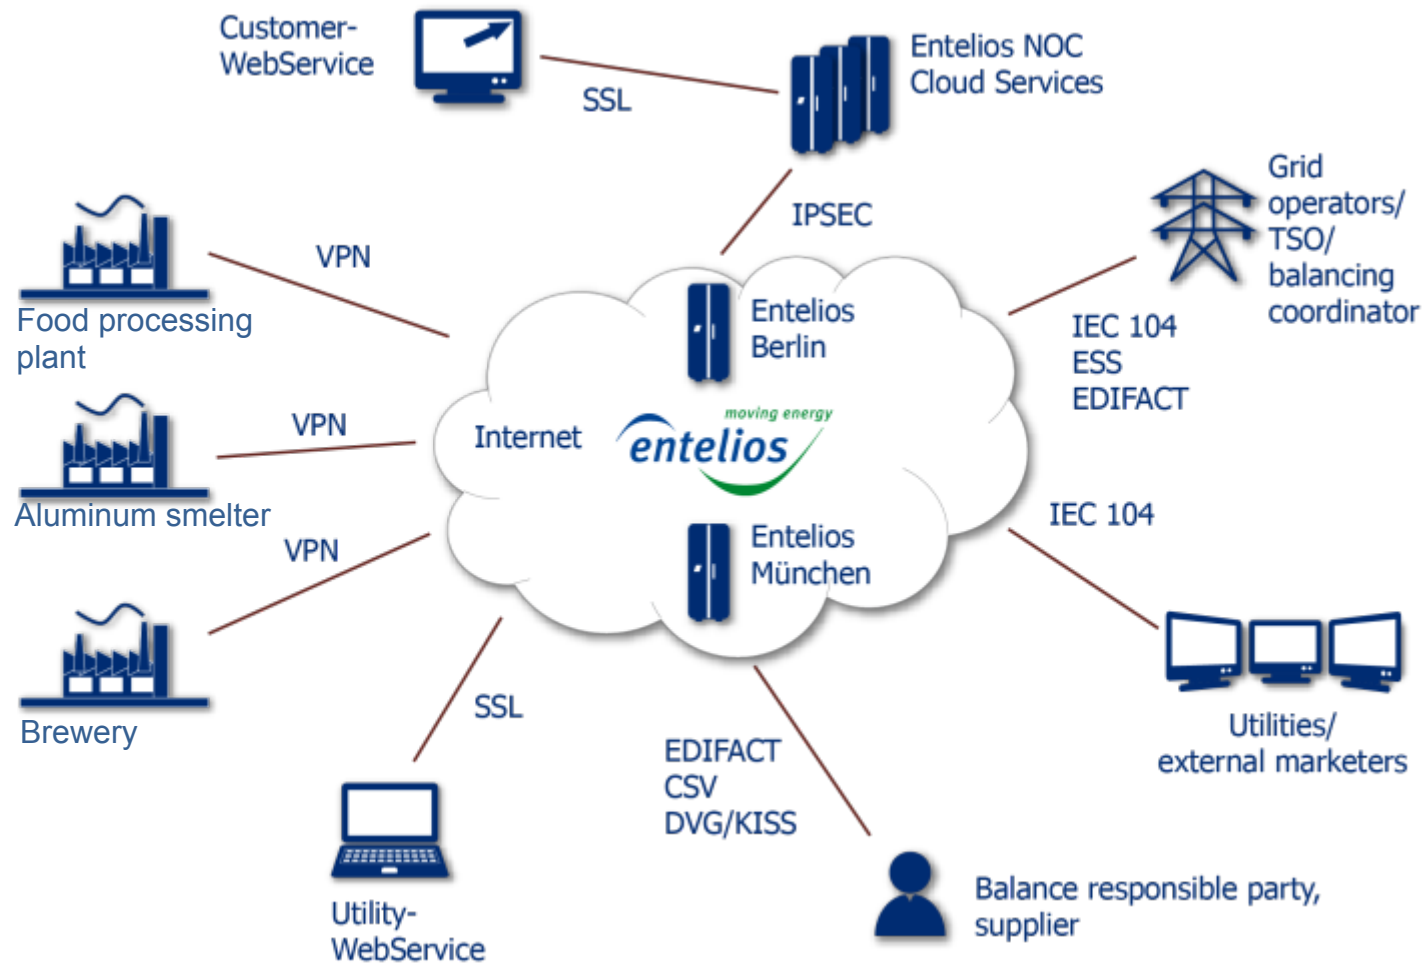 Customer-
WebService
SSL
Entelios NOC
Cloud Services
IPSEC
Grid
operators/
TSO/
balancing
coordinator
VPN
Food processing
plant
Entelios
Berlin
IEC 104
ESS
EDIFACT
VPN
Aluminum smelter
Internet
moving energy
entelios
IEC 104
VPN
Brewery
Entelios
München
Utilities/
external marketers
SSL
Utility-
WebService
EDIFACT
CSV
DVG/KISS
Balance responsible party,
supplier